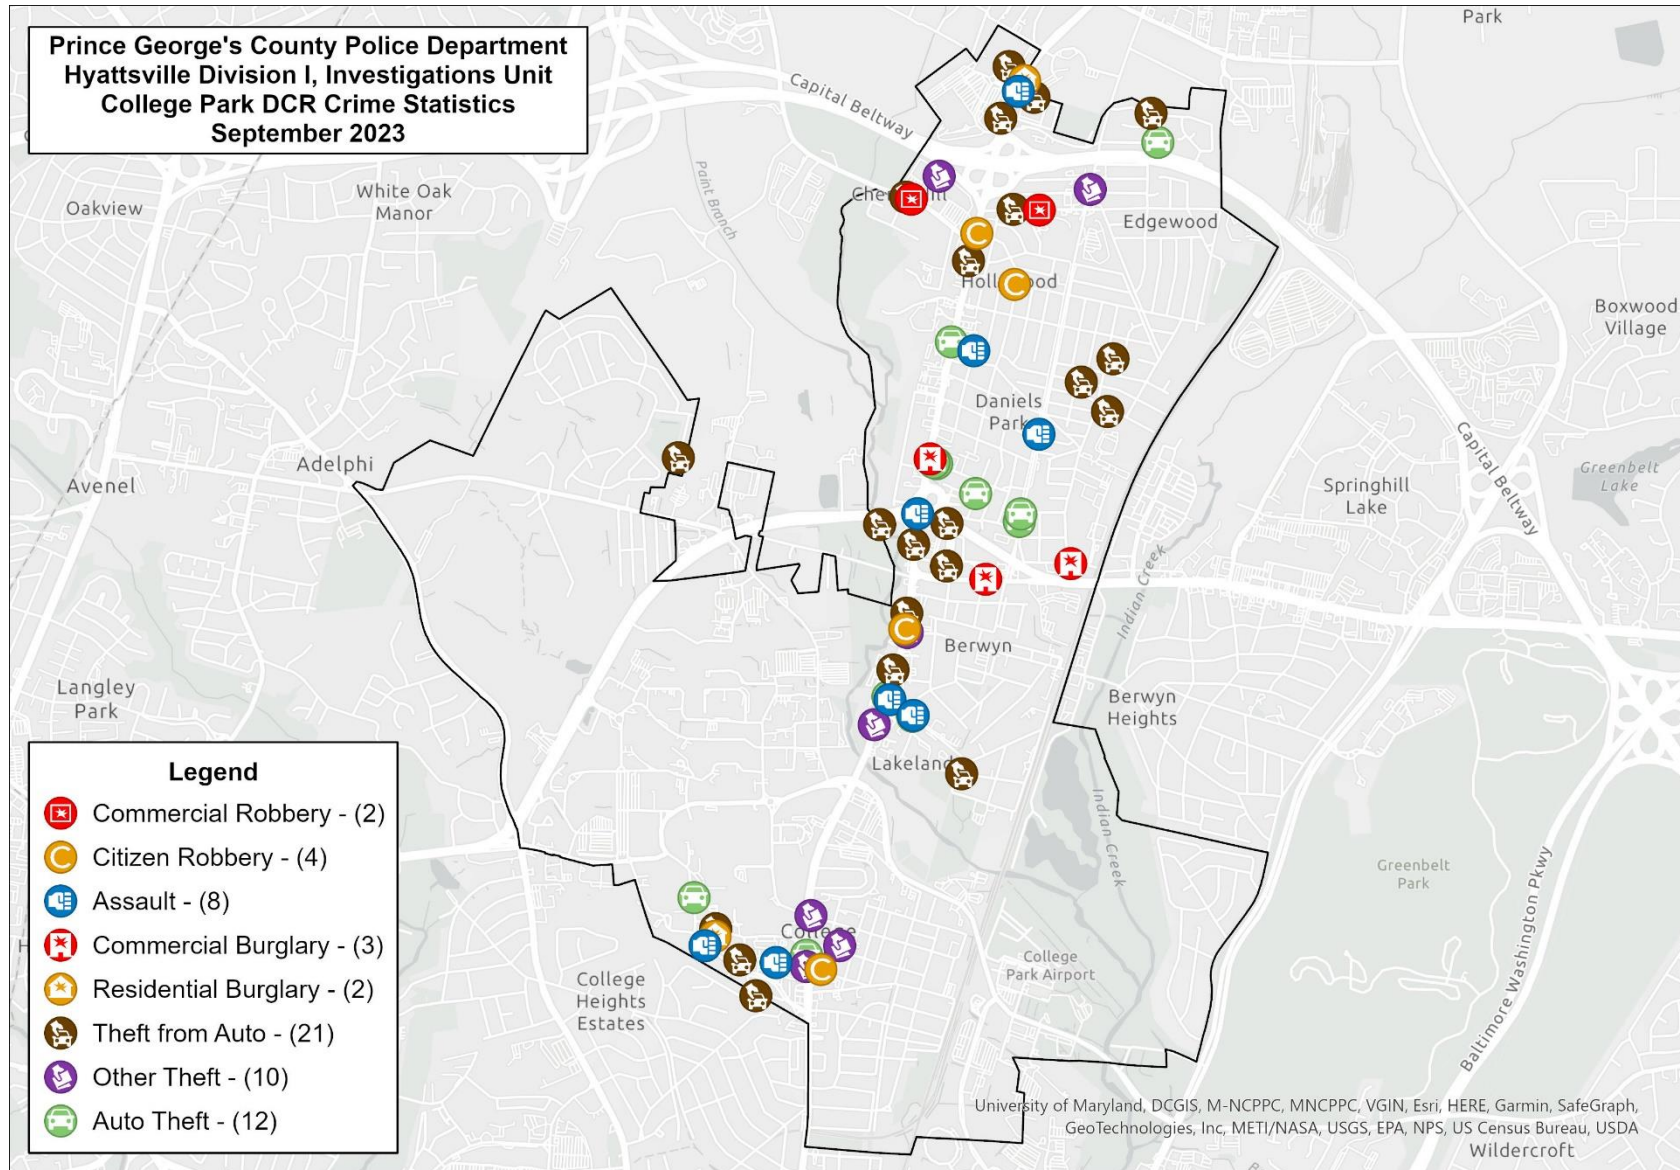 Prince George's County Police Department
Hyattsville Division I, Investigations Unit
College Park DCR Crime Statistics
September 2023
Park
Capital Beltway
Paint Branch
White Oak
Manor
Oakview
Edgewood
Boxwood
Village
Daniels
Park
Capital Beltway
Adelphi
Avenel
Springhill
Lake
Greenbelt
Lake
Indian Creek
Berwyn
Langley
Park
Berwyn
Heights
Lakeland
Indian Creek
Greenbelt
Park
Baltimore Washington Pkwy
College
College
Park Airport
College
Heights
Estates
Legend
Commercial Robbery - (2)
C Citizen Robbery - (4)
Assault - (8)
Commercial Burglary - (3)
Residential Burglary - (2)
Theft from Auto - (21)
Other Theft - (10)
Auto Theft - (12)
University of Maryland, DCGIS, M-NCPPC, MNCPPC, VGIN, Esri, HERE, Garmin, SafeGraph,
GeoTechnologies, Inc, METI/NASA, USGS, EPA, NPS, US Census Bureau, USDA
Wildercroft